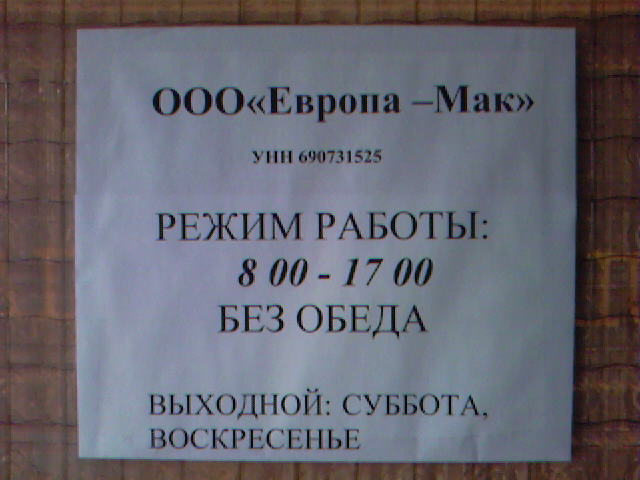 ООО«Европа –Мак»
УНН 690731525
РЕЖИМ РАБОТЫ:
8 00 - 17 00
БЕЗ ОБЕДА
ВЫХОДНОЙ: СУББОТА,
ВОСКРЕСЕНЬЕ